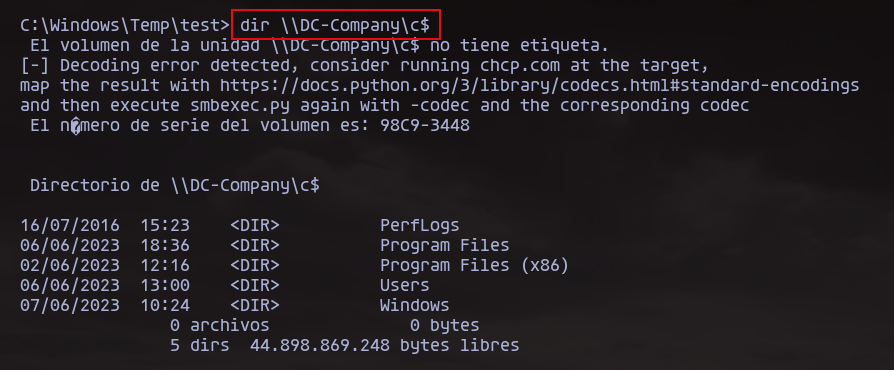 C:\Windows\Temp\test> dir \\DC-Company\c$
 El volumen de la unidad \\DC-Company\c$ no tiene etiqueta.
[-] Decoding error detected, consider running chcp.com at the target,
map the result with https://docs.python.org/3/library/codecs.html#standard-encodings
and then execute smbexec.py again with -codec and the corresponding codec
 El n�mero de serie del volumen es: 98C9-3448
 Directorio de \\DC-Company\c$
16/07/2016  15:23    <DIR>          PerfLogs
06/06/2023  18:36    <DIR>          Program Files
02/06/2023  12:16    <DIR>          Program Files (x86)
06/06/2023  13:00    <DIR>          Users
07/06/2023  10:24    <DIR>          Windows
               0 archivos              0 bytes
               5 dirs  44.898.869.248 bytes libres